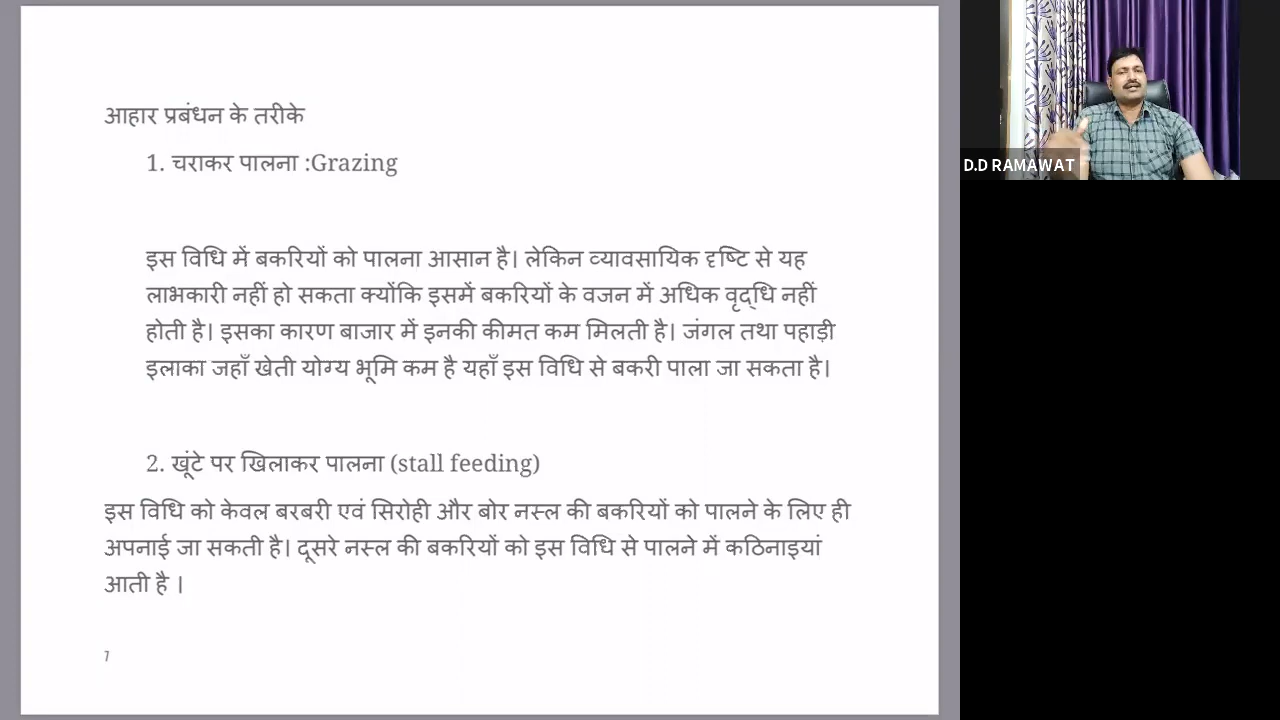 आहार प्रबंधन के तरीके
1. चराकर पालना :Grazing
इस विधि में बकरियों को पालना आसान है। लेकिन व्यावसायिक दृष्टि से यह
लाभकारी नहीं हो सकता क्योंकि इसमें बकरियों के वजन में अधिक वृद्धि नहीं
होती है। इसका कारण बाजार में इनकी कीमत कम मिलती है। जंगल तथा पहाड़ी
इलाका जहाँ खेती योग्य भूमि कम है यहाँ इस विधि से बकरी पाला जा सकता है।
2. खूंटे पर खिलाकर पालना (stall feeding)
इस विधि को केवल बरबरी एवं सिरोही और बोर नस्ल की बकरियों को पालने के लिए ही
अपनाई जा सकती है। दूसरे नस्ल की बकरियों को इस विधि से पालने में कठिनाइयां
आती है ।
7
D.D RAMAWAT